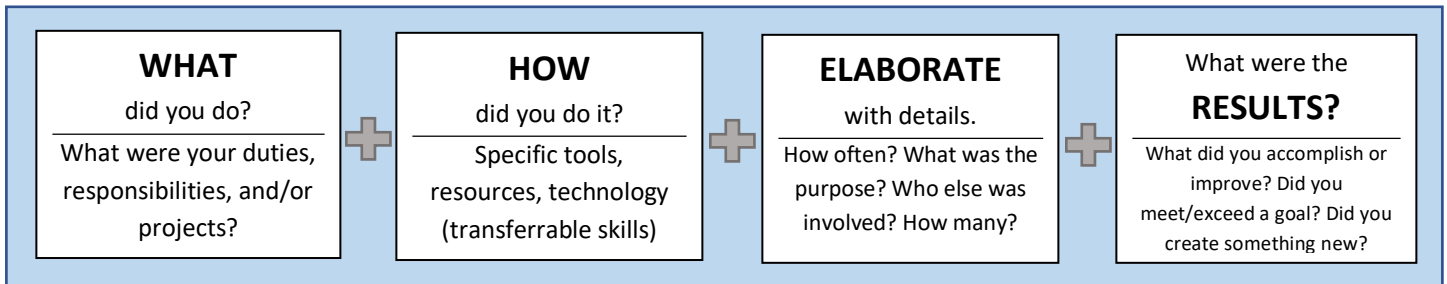 WHAT
did you do?
What were your duties,
responsibilities, and/or
projects?
HOW
did you do it?
Specific tools,
resources, technology
(transferrable skills)
ELABORATE
with details.
How often? What was the
purpose? Who else was
involved? How many?
What were the
RESULTS?
What did you accomplish or
improve? Did you
meet/exceed a goal? Did you
create something new?